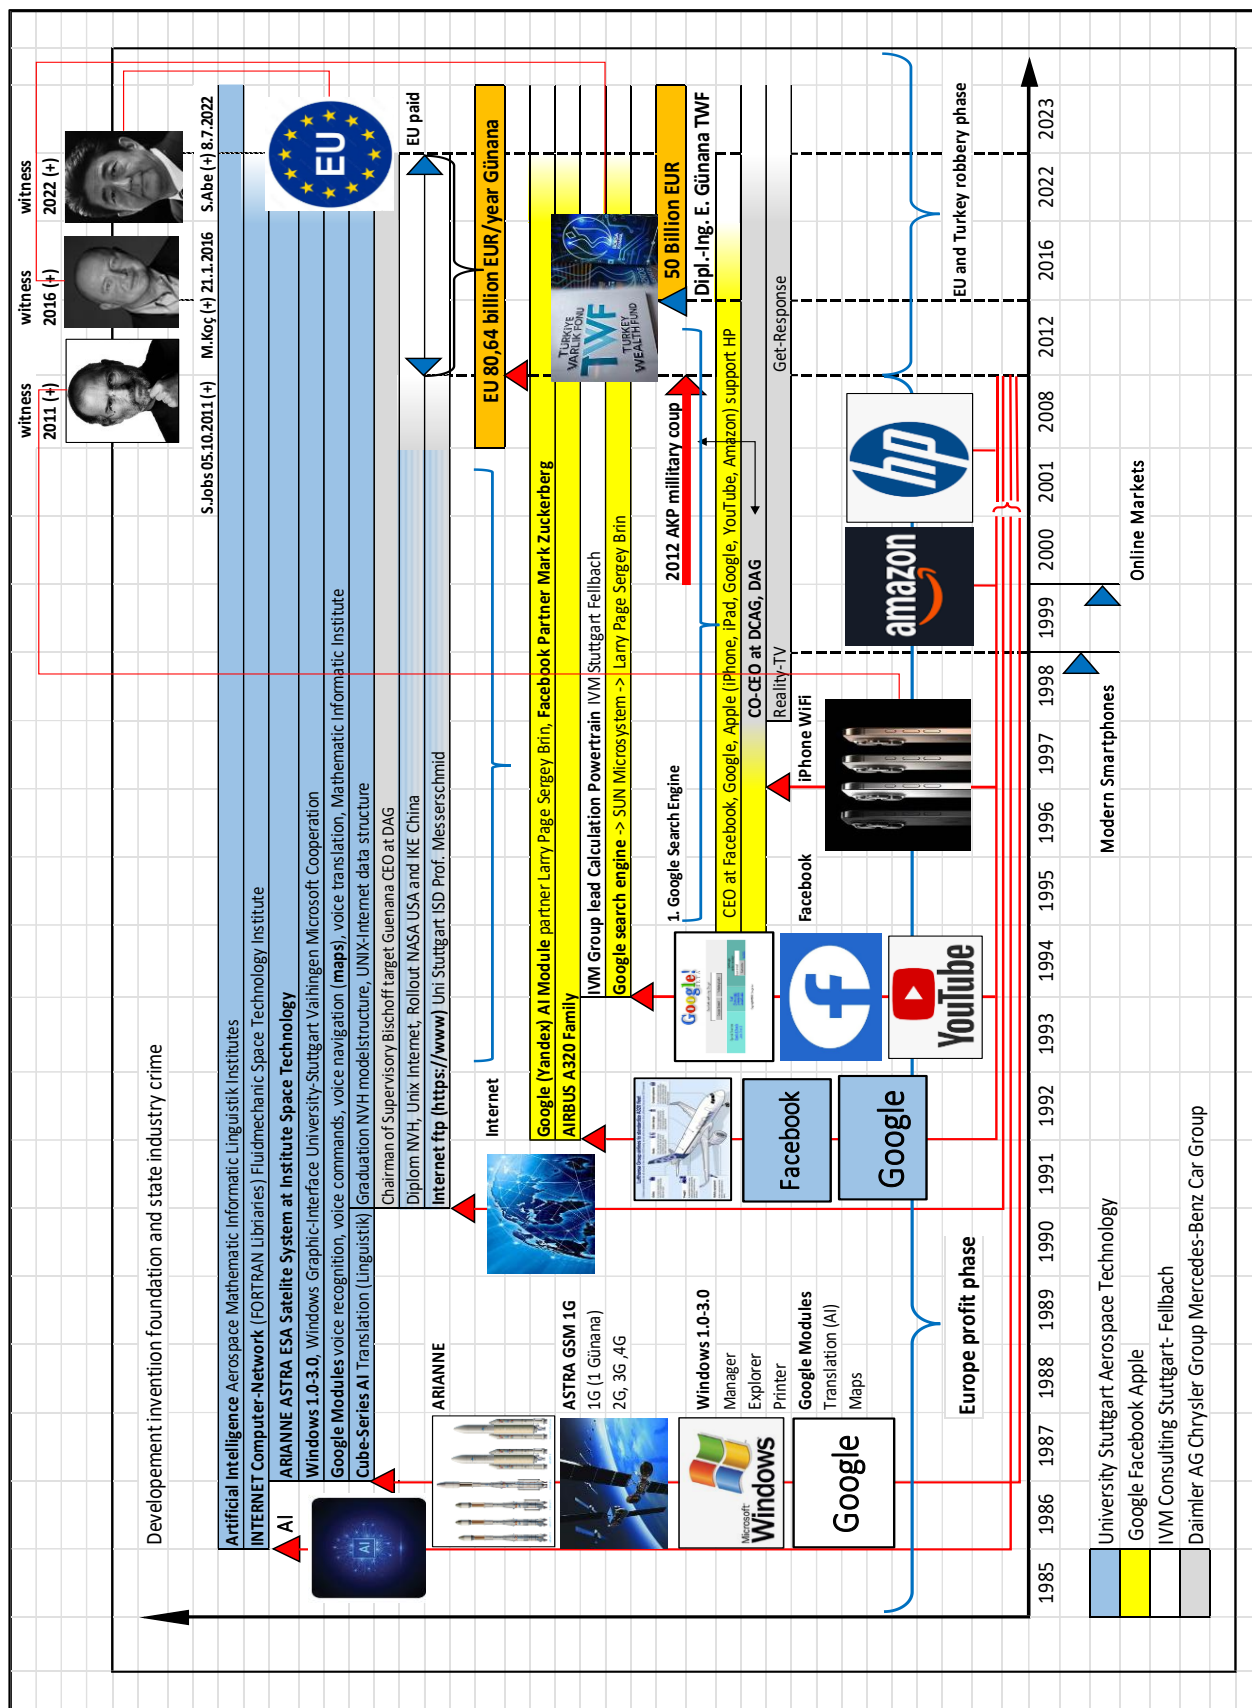 Developement inventiion foundation and state industry crime
witness
2011 (+)
witness
2016 (+)
witness
2022 (+)
S.Jobs 05.10.2011 (+)
M.Koç (+) 21.1.2016
S.Abe (+) 8.7.2022
Artificial Intelligence Aerospace Mathematic Informatic Linguistik Institutes
INTERNET Computer-Network (FORTRAN Libriaries) Fluidmechanic Space Technology Institute
ARIANNE ASTRA ESA Satelite System at Institute Space Technology
Windows 1.0-3.0, Windows Graphic-Interface University-Stuttgart Vaihingen Microsoft Cooperation
Google Modules voice recognition, voice commands, voice navigation (maps), voice translation, Mathematic Informatic Institute
Cube-Series AI Translation (Linguistik) Graduation NVH modelstructure, UNIX-Internet data structure
Chairman of Supervisory Bischoff target Guenana CEO at DAG
Diplom NVH, Unix Internet, Rollout NASA USA and IKE China
Internet ftp (https://www) Uni Stuttgart ISD Prof. Messerschmid
AI
AI
EU
EU paid
EU 80,64 billion EUR/year Günana
Internet
ARIANNE
Google (Yandex) AI Module partner Larry Page Sergey Brin, Facebook Partner Mark Zuckerberg
AIRBUS A320 Family
IVM Group lead Calculation Powertrain IVM Stuttgart Fellbach
Google search engine -> SUN Microsystem -> Larry Page Sergey Brin
TÜRKİYE
VARLIK FONU
TWF
TURKEY
WEALTH FUND
50 Billion EUR
Dipl.-Ing. E. Günana TWF
ASTRA GSM 1G
1G (1 Günana)
2G, 3G ,4G
1. Google Search Engine
2012 AKP millitary coup
CEO at Facebook, Google, Apple (iPhone, iPad, Google, YouTube, Amazon) support HP
CO-CEO at DCAG, DAG
Reality-TV
Get-Response
Windows 1.0-3.0
Manager
Explorer
Printer
Google Modules
Translation (AI)
Maps
Microsoft
Windows
Google
Facebook
Google
Google!
Facebook
YouTube
iPhone WiFi
amazon
hp
Europe profit phase
EU and Turkey robbery phase
1985
1986
1987
1988
1989
1990
1991
1992
1993
1994
1995
1996
1997
1998
1999
2000
2001
2008
2012
2016
2022
2023
Modern Smartphones
Online Markets
University Stuttgart Aerospace Technology
Google Facebook Apple
IVM Consulting Stuttgart- Fellbach
Daimler AG Chrysler Group Mercedes-Benz Car Group